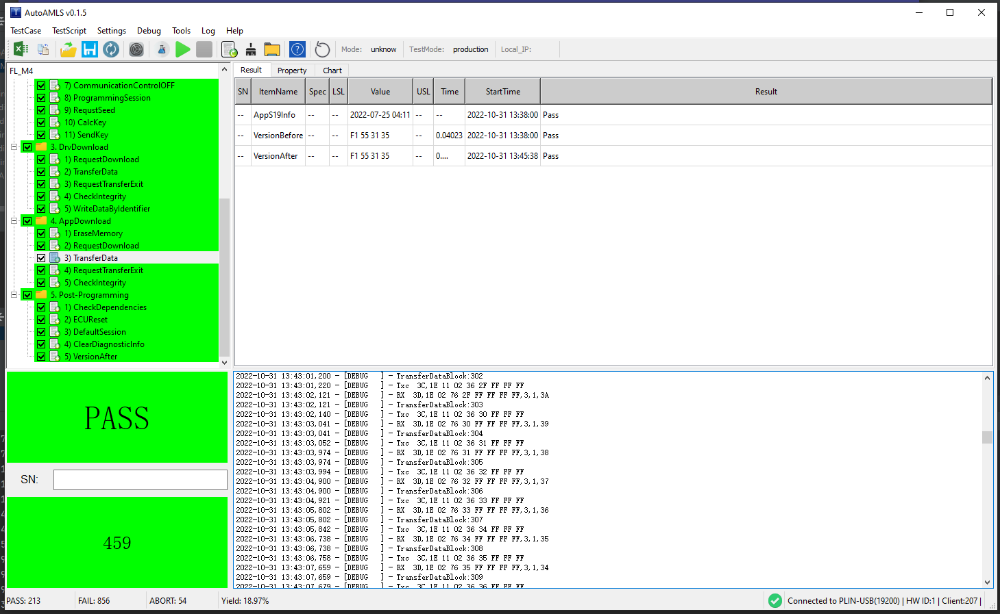 AutoAMLS v0.1.5
TestCase TestScript Settings Debug Tools Log Help
Mode: unknow TestMode: production Local_IP:
FL_M4
7) CommunicationControlOFF
8) ProgrammingSession
9) RequstSeed
10) CalcKey
11) SendKey
3. DrvDownload
1) RequestDownload
2) TransferData
3) RequestTransferExit
4) CheckIntegrity
5) WriteDataByIdentifier
4. AppDownload
1) EraseMemory
2) RequestDownload
3) TransferData
4) RequestTransferExit
5) CheckIntegrity
5. Post-Programming
1) CheckDependencies
2) ECUReset
3) DefaultSession
4) ClearDiagnosticInfo
5) VersionAfter
Result Property Chart
SN ItemName Spec LSL Value USL Time StartTime Result
-- AppS19Info -- -- 2022-07-25 04:11 -- -- 2022-10-31 13:38:00 Pass
-- VersionBefore -- -- F1 55 31 35 -- 0.04023 2022-10-31 13:38:00 Pass
-- VersionAfter -- -- F1 55 31 35 -- 0.... 2022-10-31 13:45:38 Pass
PASS
SN:
459
2022-10-31 13:43:01,200 - [DEBUG ] - TransferDataBlock:302
2022-10-31 13:43:01,220 - [DEBUG ] - Txc 3C,1E 11 02 36 2F FF FF FF
2022-10-31 13:43:02,121 - [DEBUG ] - RX 3D,1E 02 76 2F FF FF FF FF,3,1,3A
2022-10-31 13:43:02,121 - [DEBUG ] - TransferDataBlock:303
2022-10-31 13:43:02,140 - [DEBUG ] - Txc 3C,1E 11 02 36 30 FF FF FF
2022-10-31 13:43:03,041 - [DEBUG ] - RX 3D,1E 02 76 30 FF FF FF FF,3,1,39
2022-10-31 13:43:03,041 - [DEBUG ] - TransferDataBlock:304
2022-10-31 13:43:03,052 - [DEBUG ] - Txc 3C,1E 11 02 36 31 FF FF FF
2022-10-31 13:43:03,974 - [DEBUG ] - RX 3D,1E 02 76 31 FF FF FF FF,3,1,38
2022-10-31 13:43:03,974 - [DEBUG ] - TransferDataBlock:305
2022-10-31 13:43:03,994 - [DEBUG ] - Txc 3C,1E 11 02 36 32 FF FF FF
2022-10-31 13:43:04,900 - [DEBUG ] - RX 3D,1E 02 76 32 FF FF FF FF,3,1,37
2022-10-31 13:43:04,900 - [DEBUG ] - TransferDataBlock:306
2022-10-31 13:43:04,921 - [DEBUG ] - Txc 3C,1E 11 02 36 33 FF FF FF
2022-10-31 13:43:05,802 - [DEBUG ] - RX 3D,1E 02 76 33 FF FF FF FF,3,1,36
2022-10-31 13:43:05,802 - [DEBUG ] - TransferDataBlock:307
2022-10-31 13:43:05,842 - [DEBUG ] - Txc 3C,1E 11 02 36 34 FF FF FF
2022-10-31 13:43:06,738 - [DEBUG ] - RX 3D,1E 02 76 34 FF FF FF FF,3,1,35
2022-10-31 13:43:06,738 - [DEBUG ] - TransferDataBlock:308
2022-10-31 13:43:06,758 - [DEBUG ] - Txc 3C,1E 11 02 36 35 FF FF FF
2022-10-31 13:43:07,659 - [DEBUG ] - RX 3D,1E 02 76 35 FF FF FF FF,3,1,34
2022-10-31 13:43:07,659 - [DEBUG ] - TransferDataBlock:309
2022-10-31 13:43:07,679 - [DEBUG ] - Txc 3C,1E 11 02 36 36 FF FF FF
PASS: 213 FAIL: 856 ABORT: 54 Yield: 18.97% Connected to PLIN-USB(19200) | HW ID:1 | Client:207 |